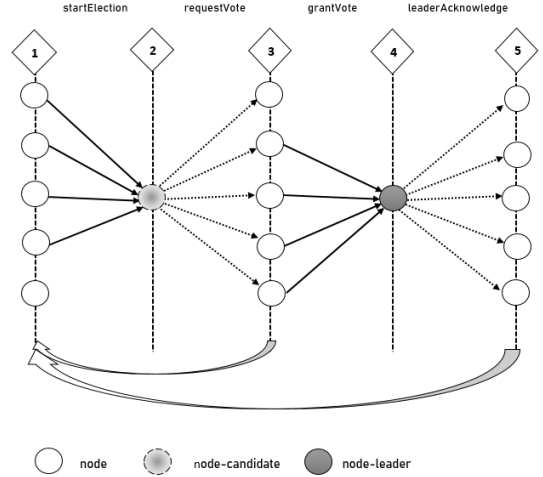 startElection requestVote grantVote leaderAcknowledge
1 2 3 4 5
node node-candidate node-leader